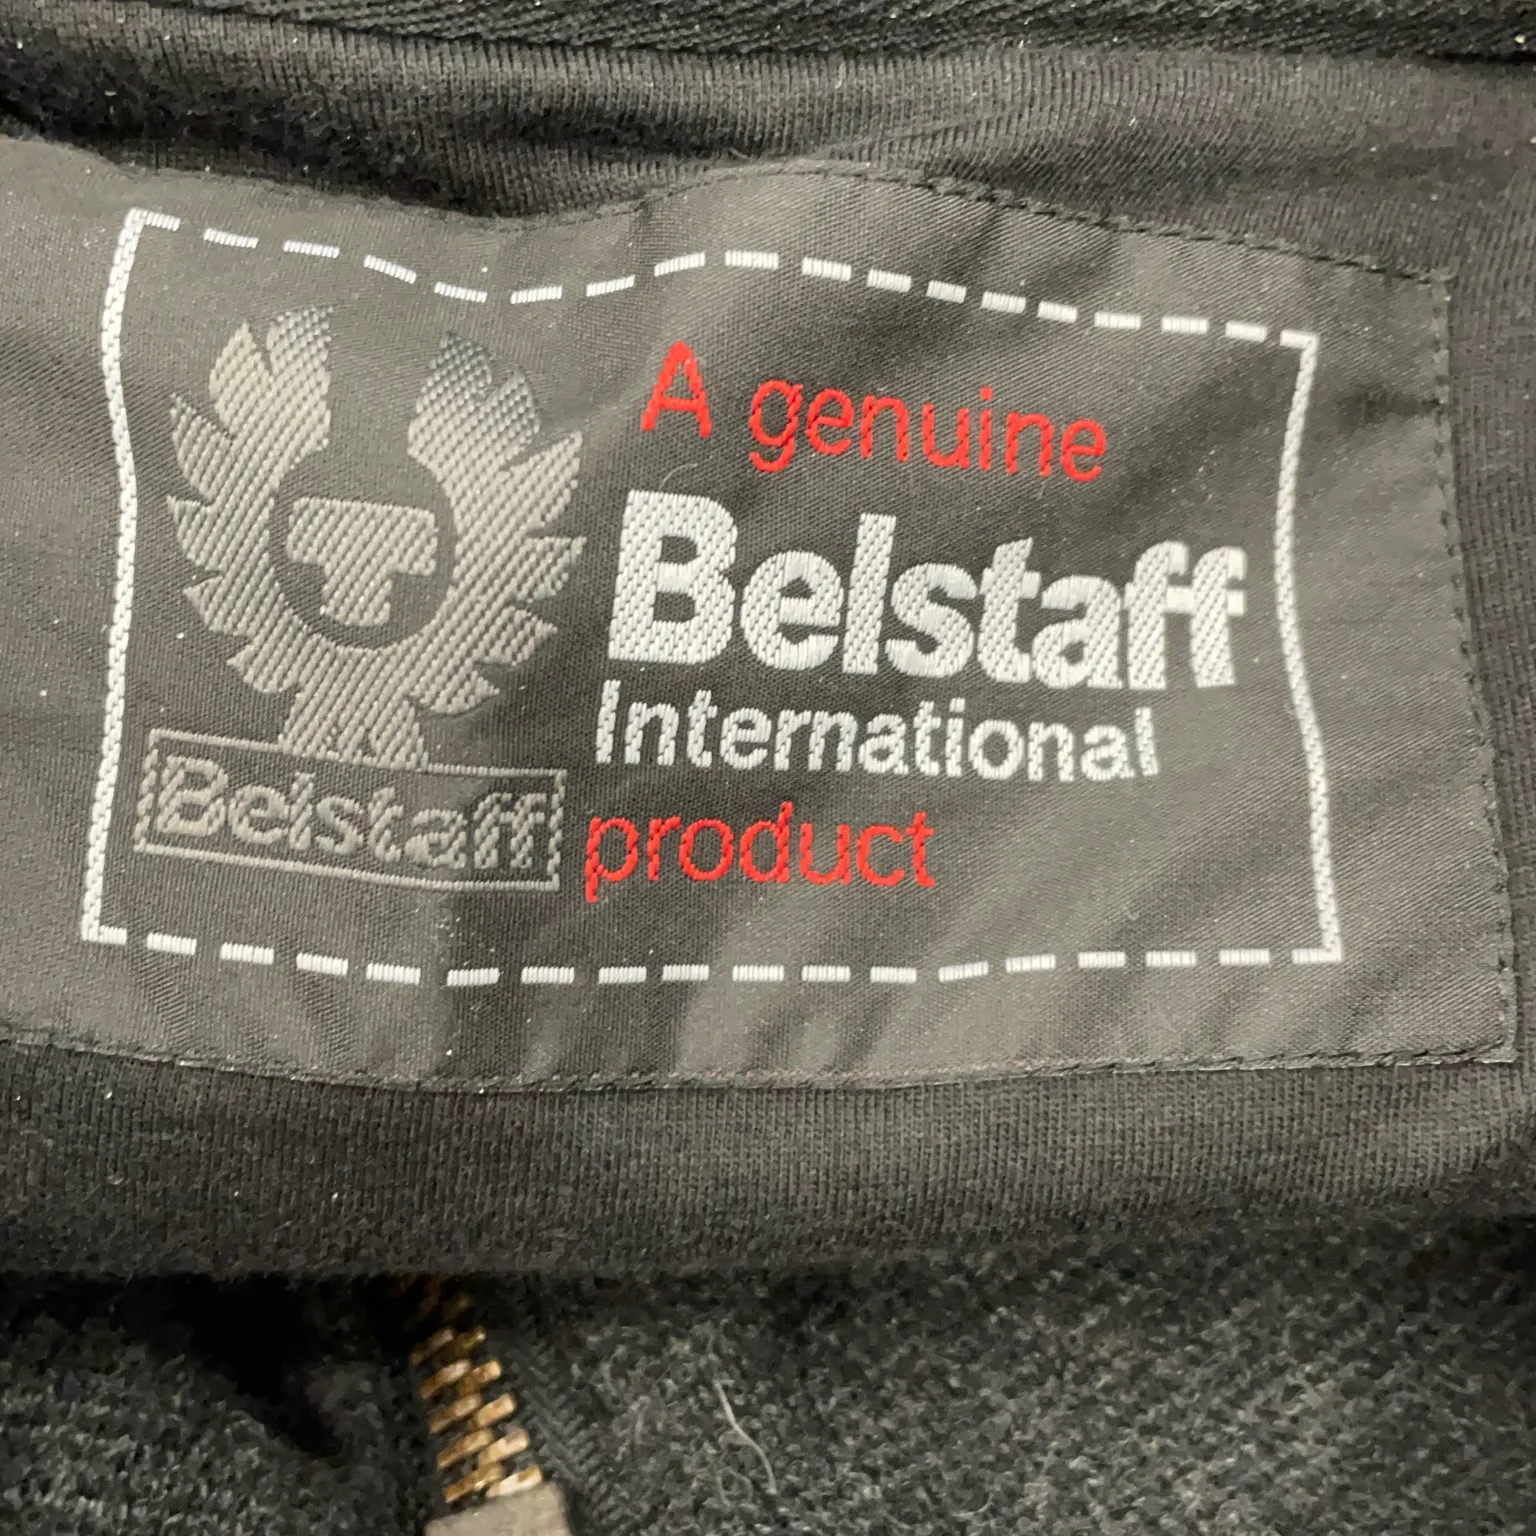 A genuine
Belstaff
International
product
Belstaff